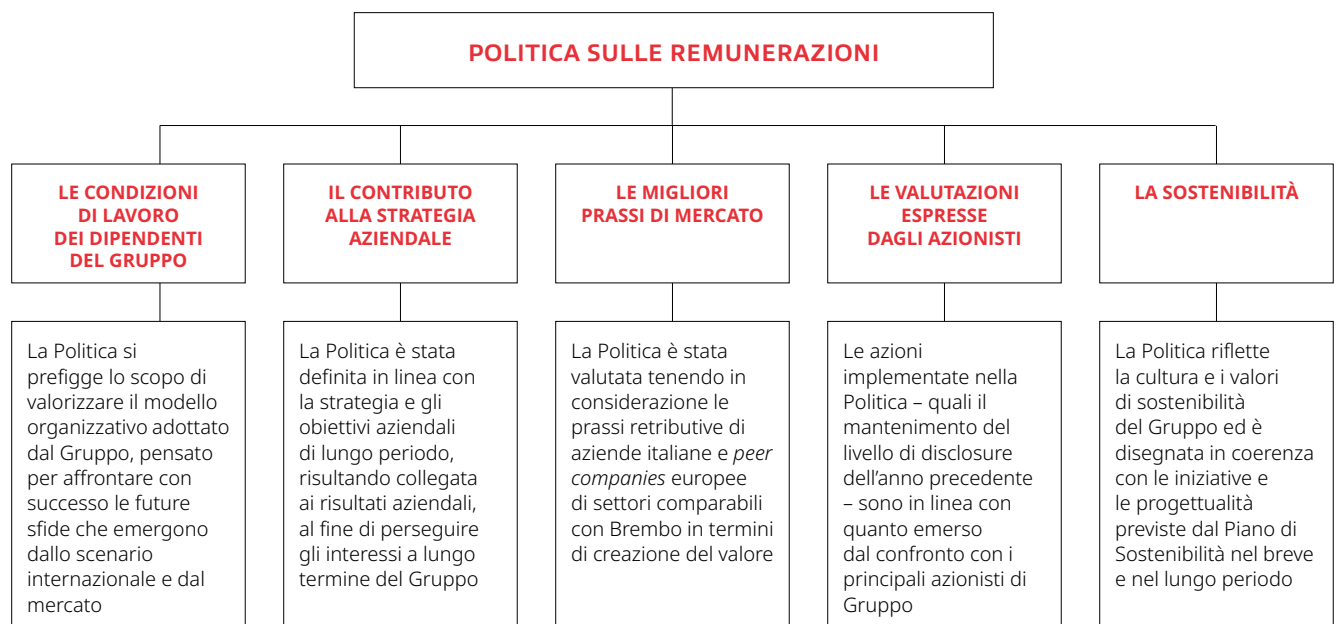 POLITICA SULLE REMUNERAZIONI
LE CONDIZIONI
DI LAVORO
DEI DIPENDENTI
DEL GRUPPO
La Politica si
prefigge lo scopo di
valorizzare il modello
organizzativo adottato
dal Gruppo, pensato
per affrontare con
successo le future
sfide che emergono
dallo scenario
internazionale e dal
mercato
IL CONTRIBUTO
ALLA STRATEGIA
AZIENDALE
La Politica è stata
definita in linea con
la strategia e gli
obiettivi aziendali
di lungo periodo,
risultando collegata
ai risultati aziendali,
al fine di perseguire
gli interessi a lungo
termine del Gruppo
LE MIGLIORI
PRASSI DI MERCATO
La Politica è stata
valutata tenendo in
considerazione le
prassi retributive di
aziende italiane e peer
companies europee
di settori comparabili
con Brembo in termini
di creazione del valore
LE VALUTAZIONI
ESPRESSE
DAGLI AZIONISTI
Le azioni
implementate nella
Politica – quali il
mantenimento del
livello di disclosure
dell’anno precedente
– sono in linea con
quanto emerso
dal confronto con i
principali azionisti di
Gruppo
LA SOSTENIBILITÀ
La Politica riflette
la cultura e i valori
di sostenibilità
del Gruppo ed è
disegnata in coerenza
con le iniziative e
le progettualità
previste dal Piano di
Sostenibilità nel breve
e nel lungo periodo